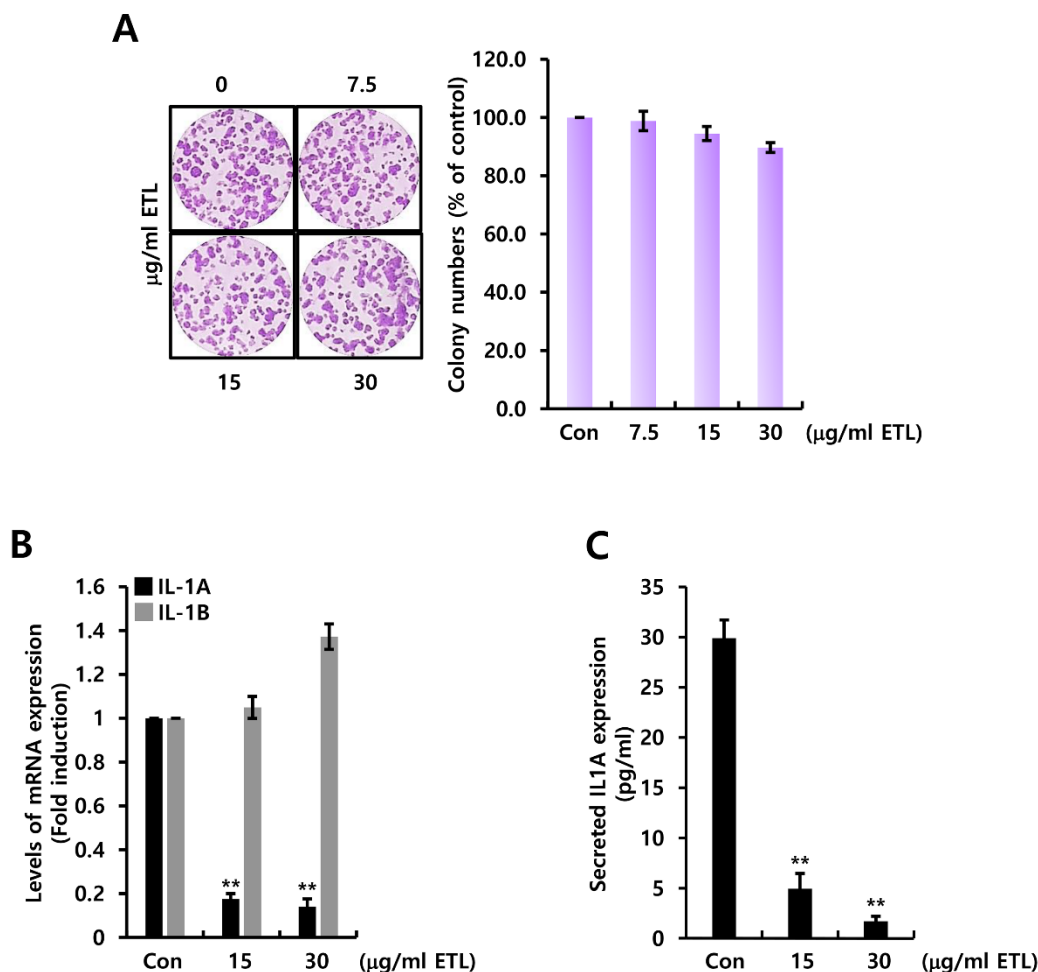 A
0 7.5
μg/ml ETL
15 30
Colony numbers (% of control)
120.0
100.0
80.0
60.0
40.0
20.0
0.0
Con 7.5 15 30 (μg/ml ETL)
B
IL-1A
IL-1B
Levels of mRNA expression
(Fold induction)
1.6
1.4
1.2
1
0.8
0.6
0.4
0.2
0
** **
Con 15 30 (μg/ml ETL)
C
Secreted IL1A expression
(pg/ml)
35
30
25
20
15
10
5
0
**
**
Con 15 30 (μg/ml ETL)